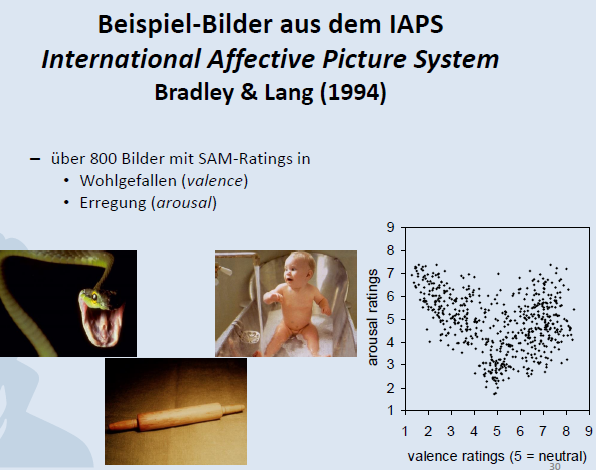 Beispiel-Bilder aus dem IAPS
International Affective Picture System
Bradley & Lang (1994)
– über 800 Bilder mit SAM-Ratings in
• Wohlgefallen (valence)
• Erregung (arousal)
9
8
7
6
5
4
3
2
1
arousal ratings
1 2 3 4 5 6 7 8 9
valence ratings (5 = neutral)
30